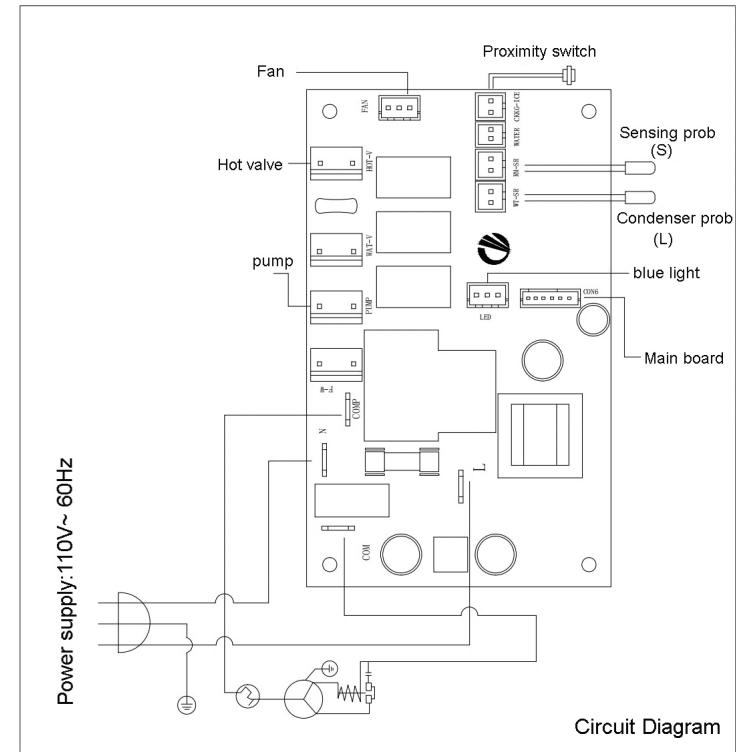 Proximity switch
Fan
FAN
CKKG-ICE
WATER
Sensing prob
(S)
Hot valve
HOT-V
RM-SR
WT-SR
Condenser prob
(L)
WAT-V
pump
PUMP
blue light
LED
CON6
Main board
F-W
COMP
N
L
COM
Power supply:110V~ 60Hz
Circuit Diagram